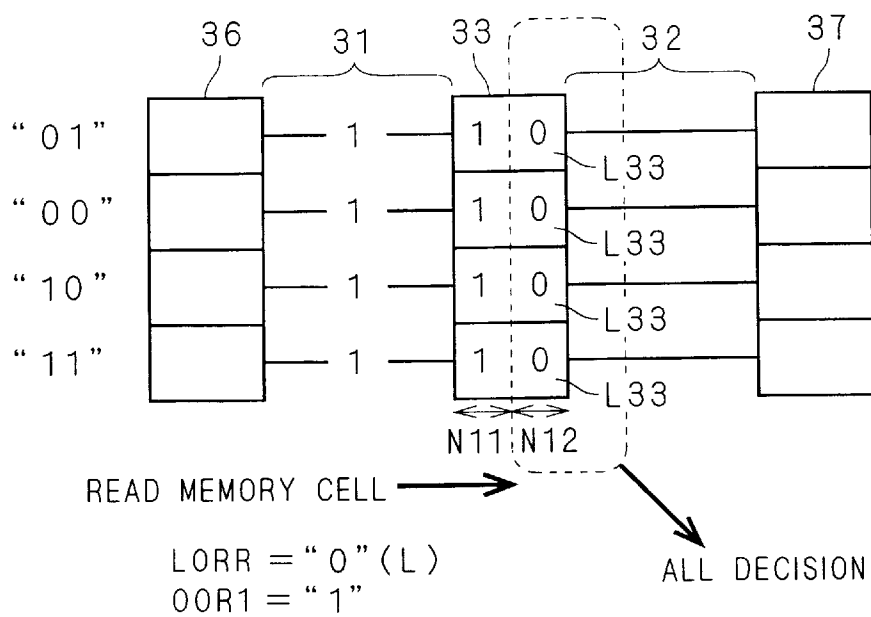 36 31 33 32 37
“01” 1 1 0 L33
“00” 1 1 0 L33
“10” 1 1 0 L33
“11” 1 1 0 L33
N11 N12
READ MEMORY CELL
LORR = “0” (L)
OOR1 = “1”
ALL DECISION